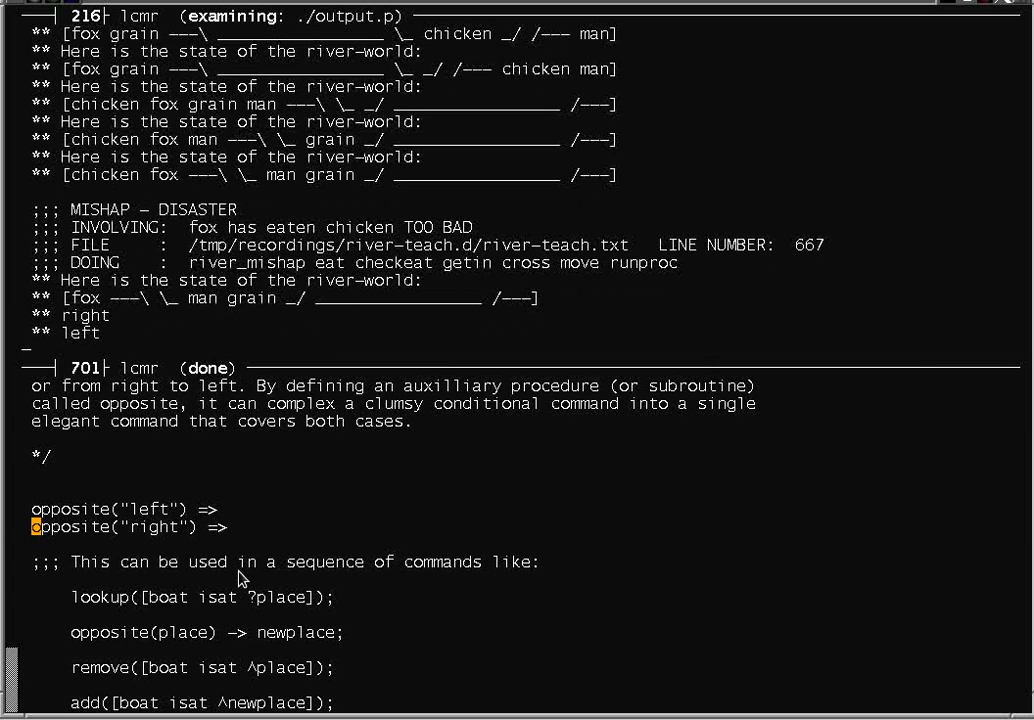 216 lcmr (examining: ./output.p)
** [fox grain ---\ _________________ \_ chicken _/ /--- man]
** Here is the state of the river-world:
** [fox grain ---\ _________________ \_ _/ /--- chicken man]
** Here is the state of the river-world:
** [chicken fox grain man ---\ \_ _/ _________________ /---]
** Here is the state of the river-world:
** [chicken fox man ---\ \_ grain _/ _________________ /---]
** Here is the state of the river-world:
** [chicken fox ---\ \_ man grain _/ _________________ /---]
;;; MISHAP - DISASTER
;;; INVOLVING:  fox has eaten chicken TOO BAD
;;; FILE     :  /tmp/recordings/river-teach.d/river-teach.txt   LINE NUMBER:  667
;;; DOING    :  river_mishap eat checkeat getin cross move runproc
** Here is the state of the river-world:
** [fox ---\ \_ man grain _/ _________________ /---]
** right
** left
701 lcmr (done)
or from right to left. By defining an auxilliary procedure (or subroutine)
called opposite, it can complex a clumsy conditional command into a single
elegant command that covers both cases.
*/
opposite("left") =>
opposite("right") =>
;;; This can be used in a sequence of commands like:
lookup([boat isat ?place]);
opposite(place) -> newplace;
remove([boat isat ^place]);
add([boat isat ^newplace]);